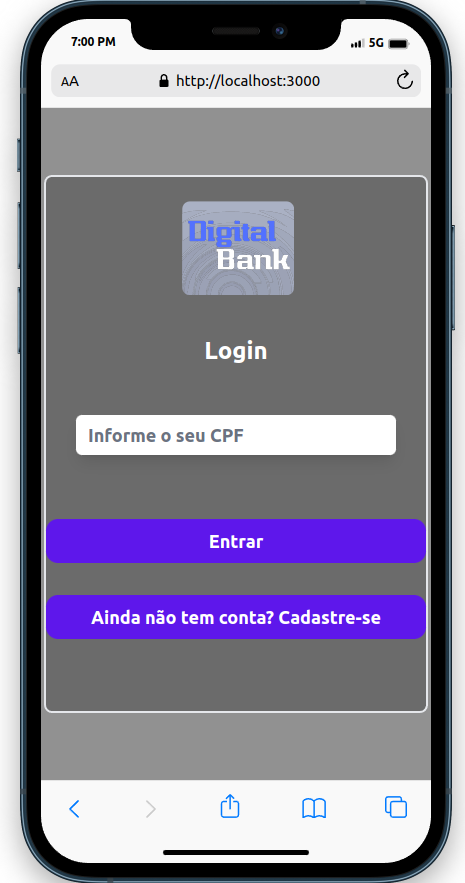 7:00 PM
5G
AA
http://localhost:3000
Digital
Bank
Login
Informe o seu CPF
Entrar
Ainda não tem conta? Cadastre-se